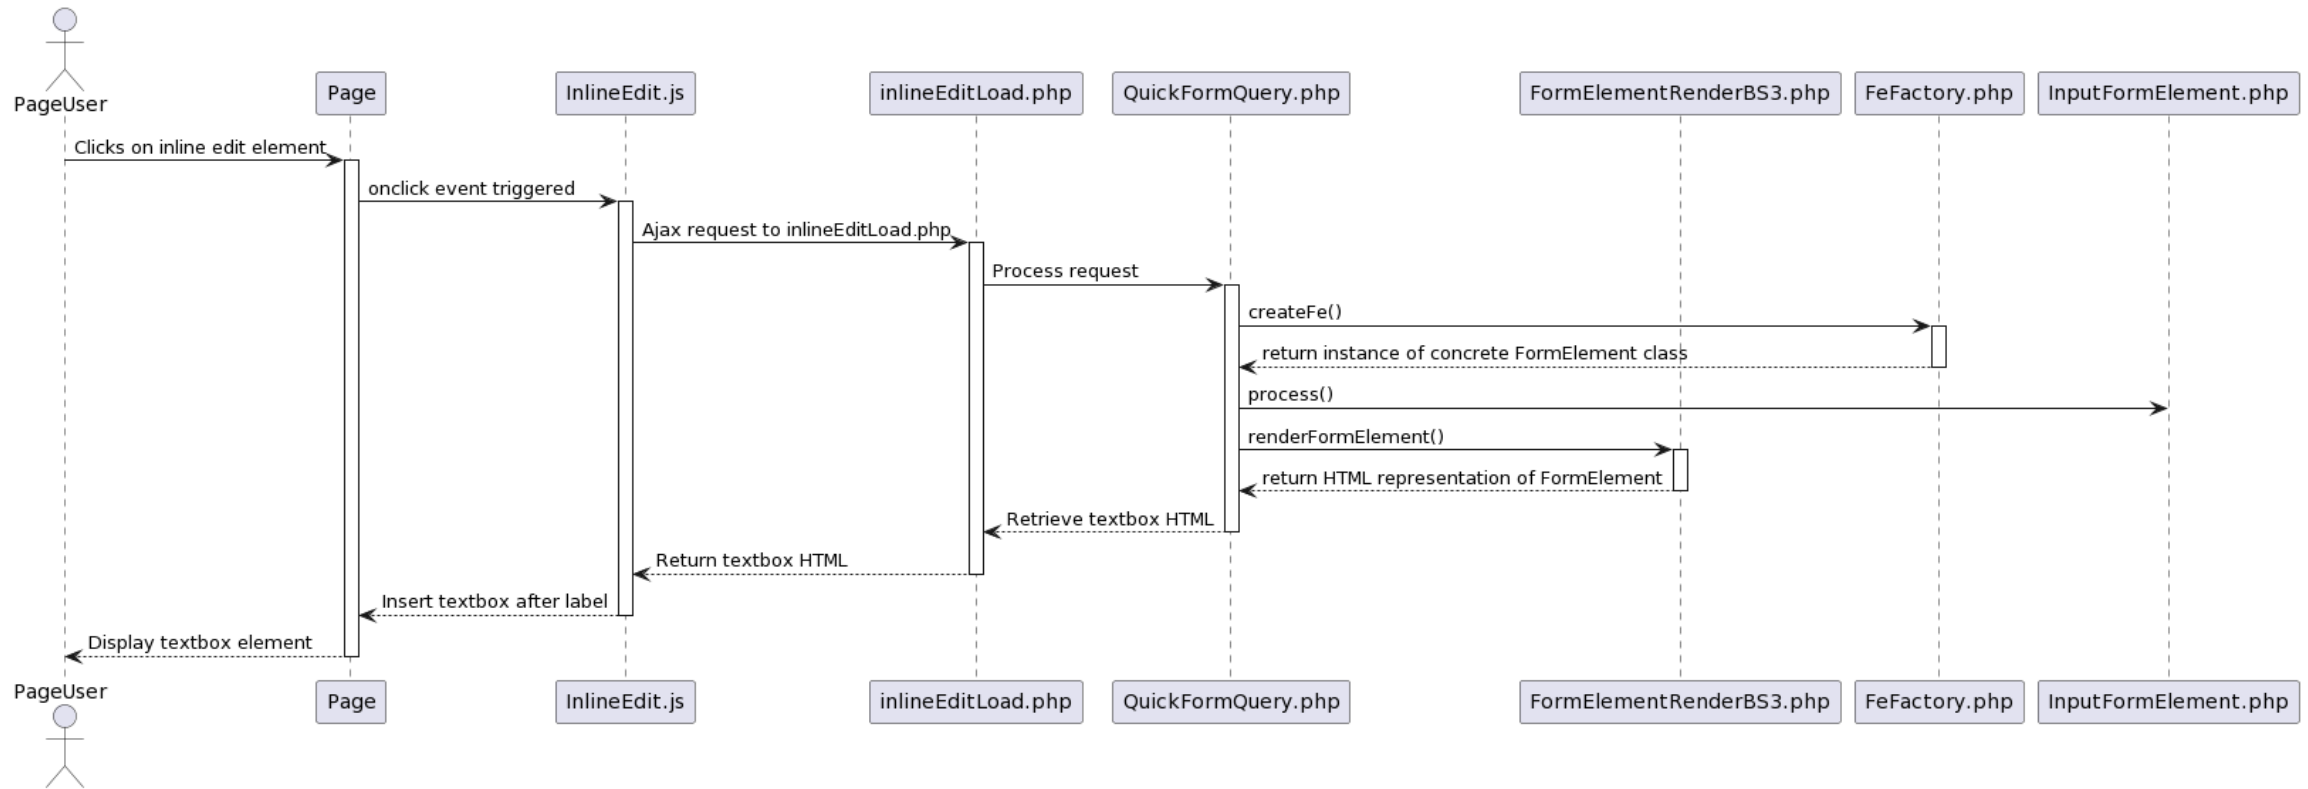 PageUser
Page
InlineEdit.js
inlineEditLoad.php
QuickFormQuery.php
FormElementRenderBS3.php
FeFactory.php
InputFormElement.php
Clicks on inline edit element
onclick event triggered
Ajax request to inlineEditLoad.php
Process request
createFe()
return instance of concrete FormElement class
process()
renderFormElement()
return HTML representation of FormElement
Retrieve textbox HTML
Return textbox HTML
Insert textbox after label
Display textbox element
PageUser
Page
InlineEdit.js
inlineEditLoad.php
QuickFormQuery.php
FormElementRenderBS3.php
FeFactory.php
InputFormElement.php